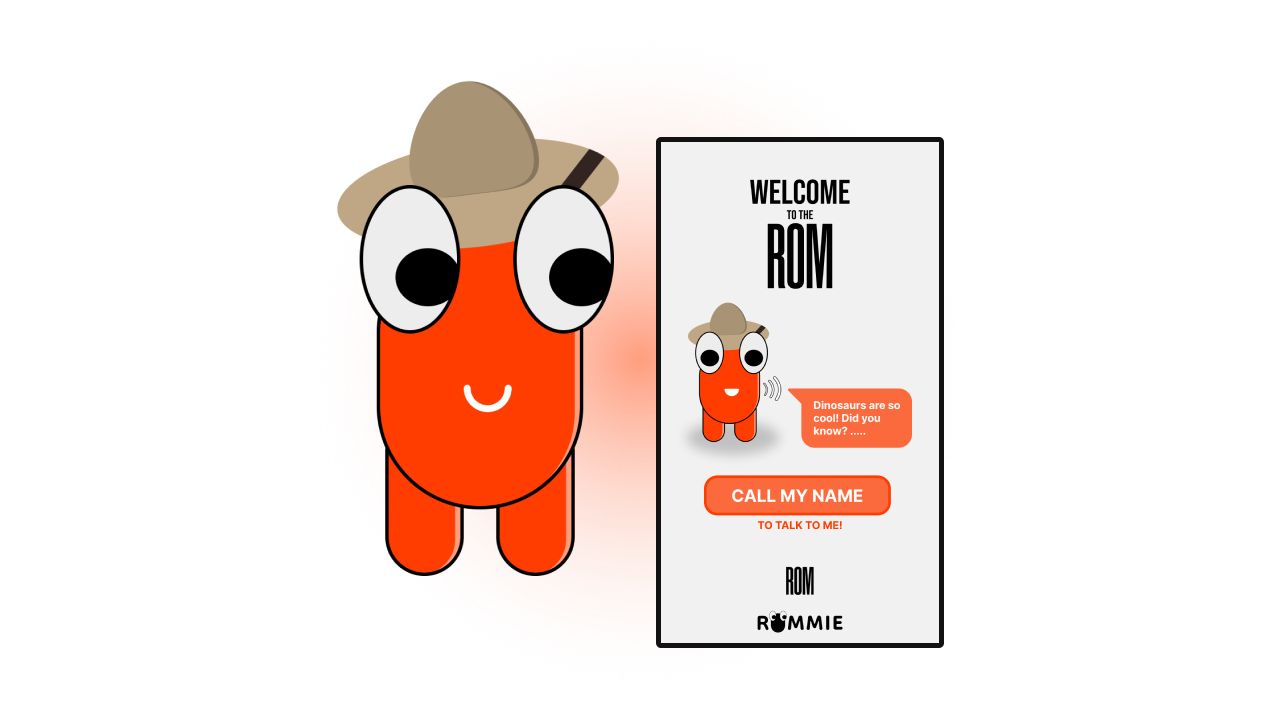 WELCOME
TO THE
ROM
Dinosaurs are so
cool! Did you
know? .....
CALL MY NAME
TO TALK TO ME!
ROM
ROMMIE